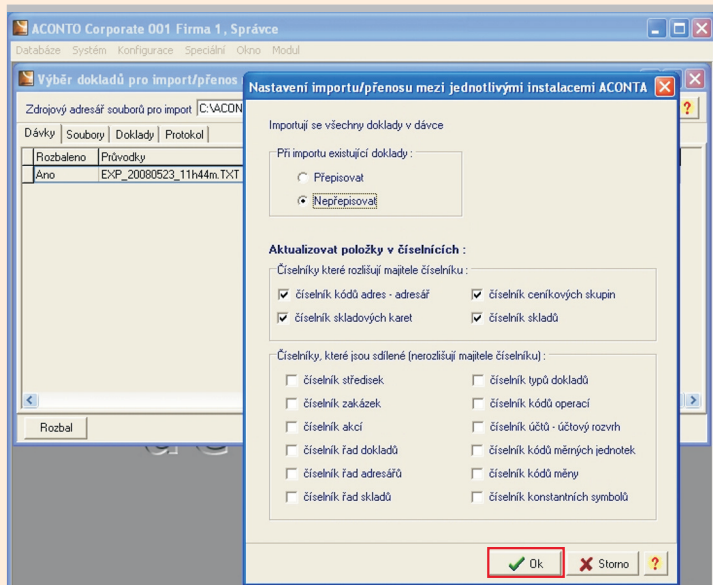 ACONTO Corporate 001 Firma 1, Správce
Databáze Systém Konfigurace Speciální Okno Modul
Výběr dokladů pro import/přenos
Zdrojový adresář souborů pro import C:\ACON
?
Dávky Soubory Doklady Protokol
Rozbaleno Průvodky
Ano EXP_20080523_11h44m.TXT
Rozbal
Nastavení importu/přenosu mezi jednotlivými instalacemi ACONTA
Importují se všechny doklady v dávce
Při importu existující doklady :
Přepisovat
Nepřepisovat
Aktualizovat položky v číselnících :
Číselníky které rozlišují majitele číselníku :
číselník kódů adres - adresář číselník ceníkových skupin
číselník skladových karet číselník skladů
Číselníky, které jsou sdílené (nerozlišují majitele číselníku) :
číselník středisek číselník typů dokladů
číselník zakázek číselník kódů operací
číselník akcí číselník účtů - účtový rozvrh
číselník řad dokladů číselník kódů měrných jednotek
číselník řad adresářů číselník kódů měny
číselník řad skladů číselník konstantních symbolů
Ok Storno ?